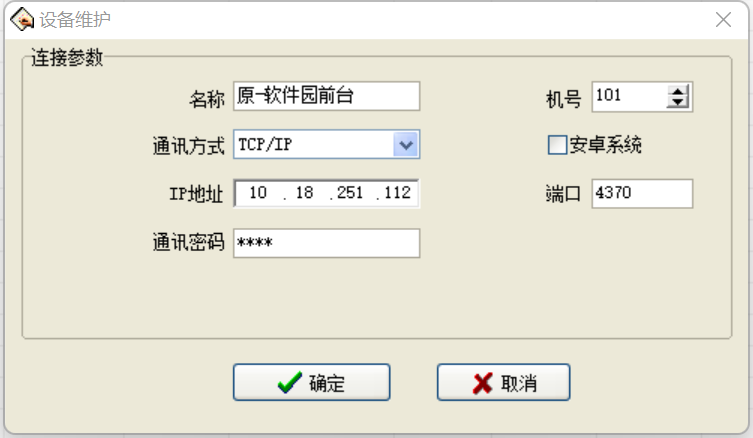 设备维护
连接参数
名称 原-软件园前台 机号 101
通讯方式 TCP/IP 安卓系统
IP地址 10 .18 .251 .112 端口 4370
通讯密码 ****
确定 取消